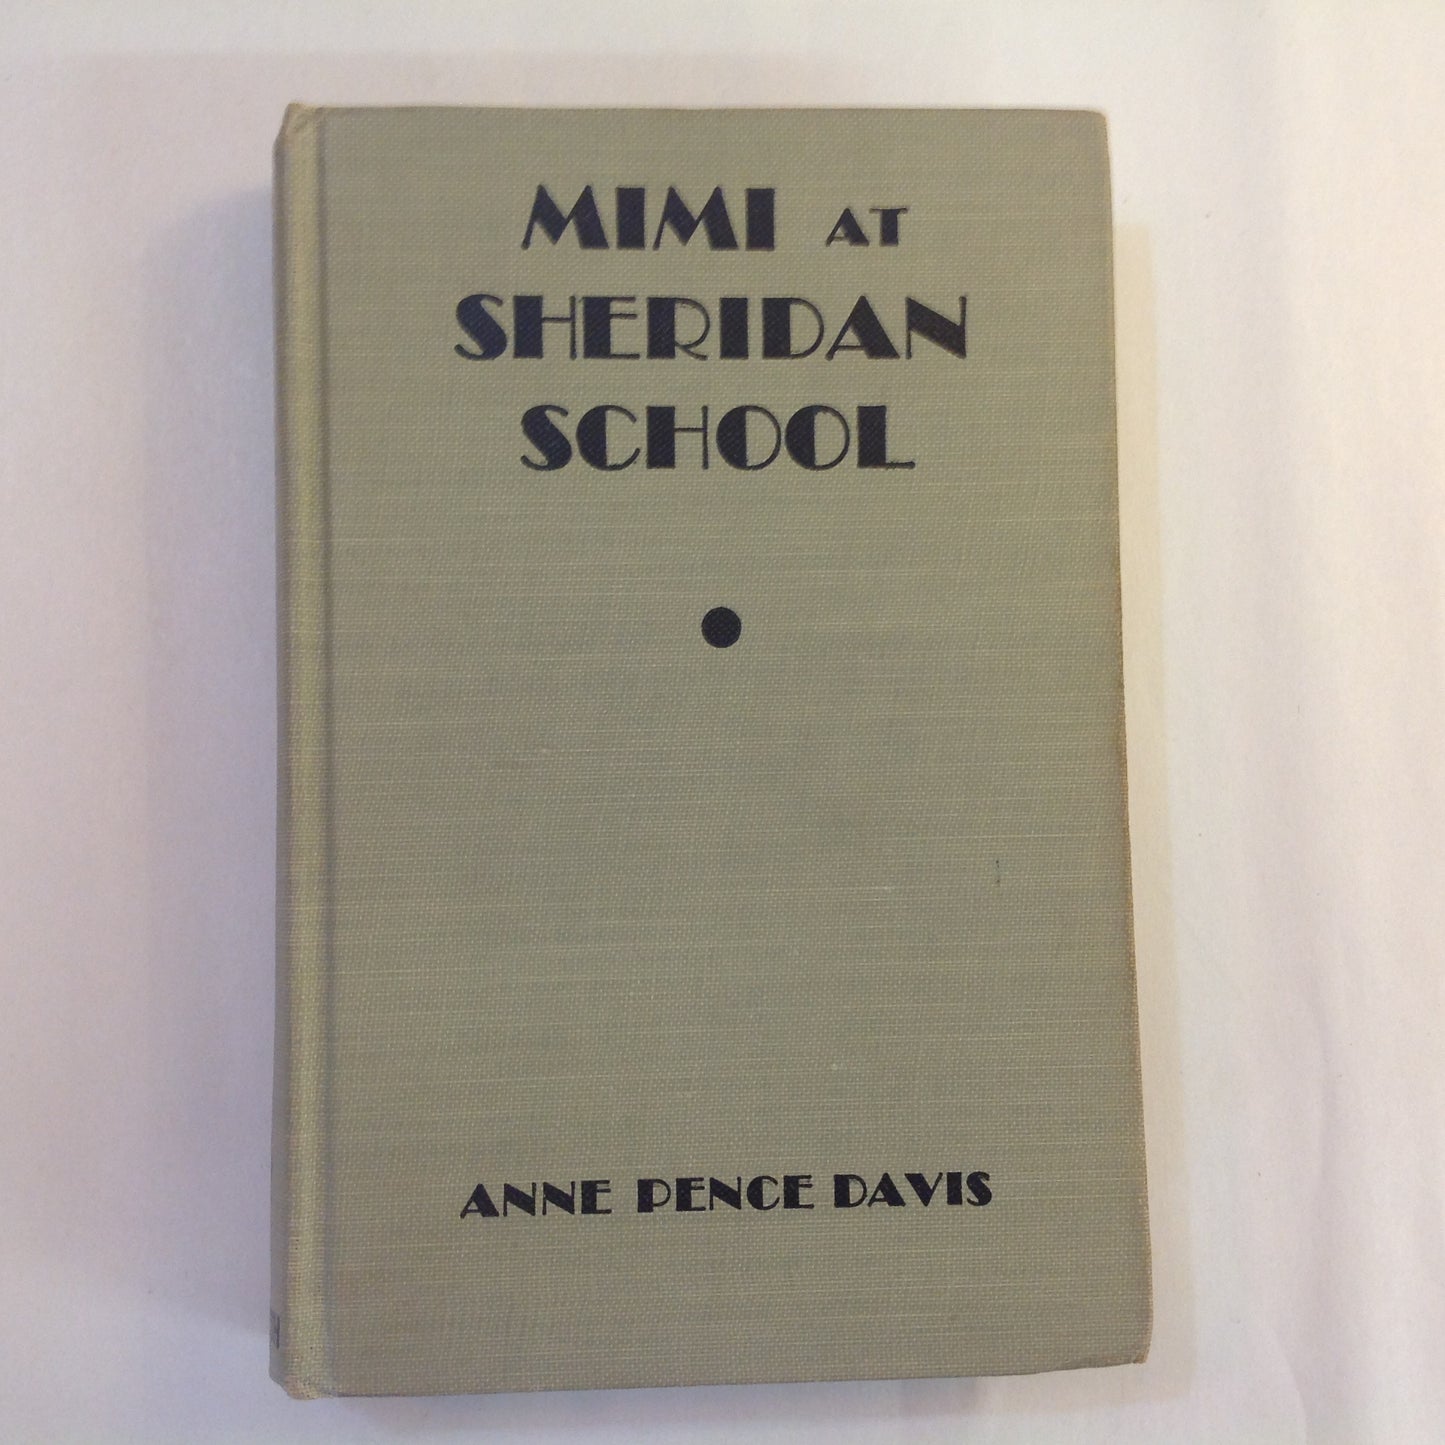 MIMI AT
SHERIDAN
SCHOOL
ANNE PENCE DAVIS